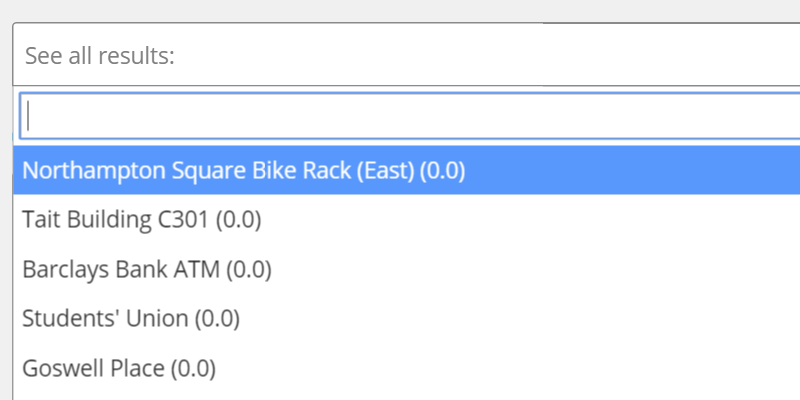 See all results:
Northampton Square Bike Rack (East) (0.0)
Tait Building C301 (0.0)
Barclays Bank ATM (0.0)
Students' Union (0.0)
Goswell Place (0.0)